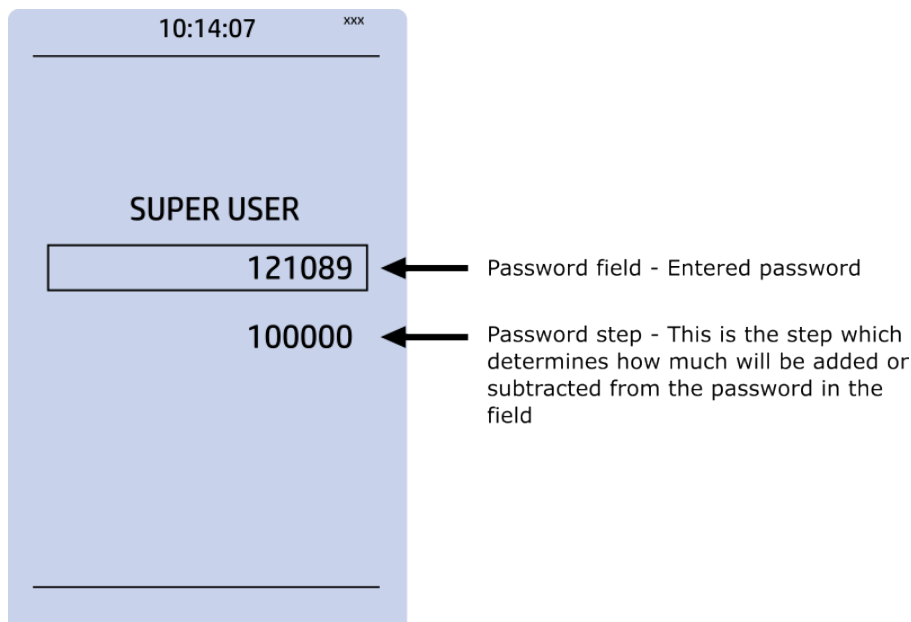 10:14:07 xxx
SUPER USER
121089
Password field - Entered password
100000
Password step - This is the step which
determines how much will be added or
subtracted from the password in the
field